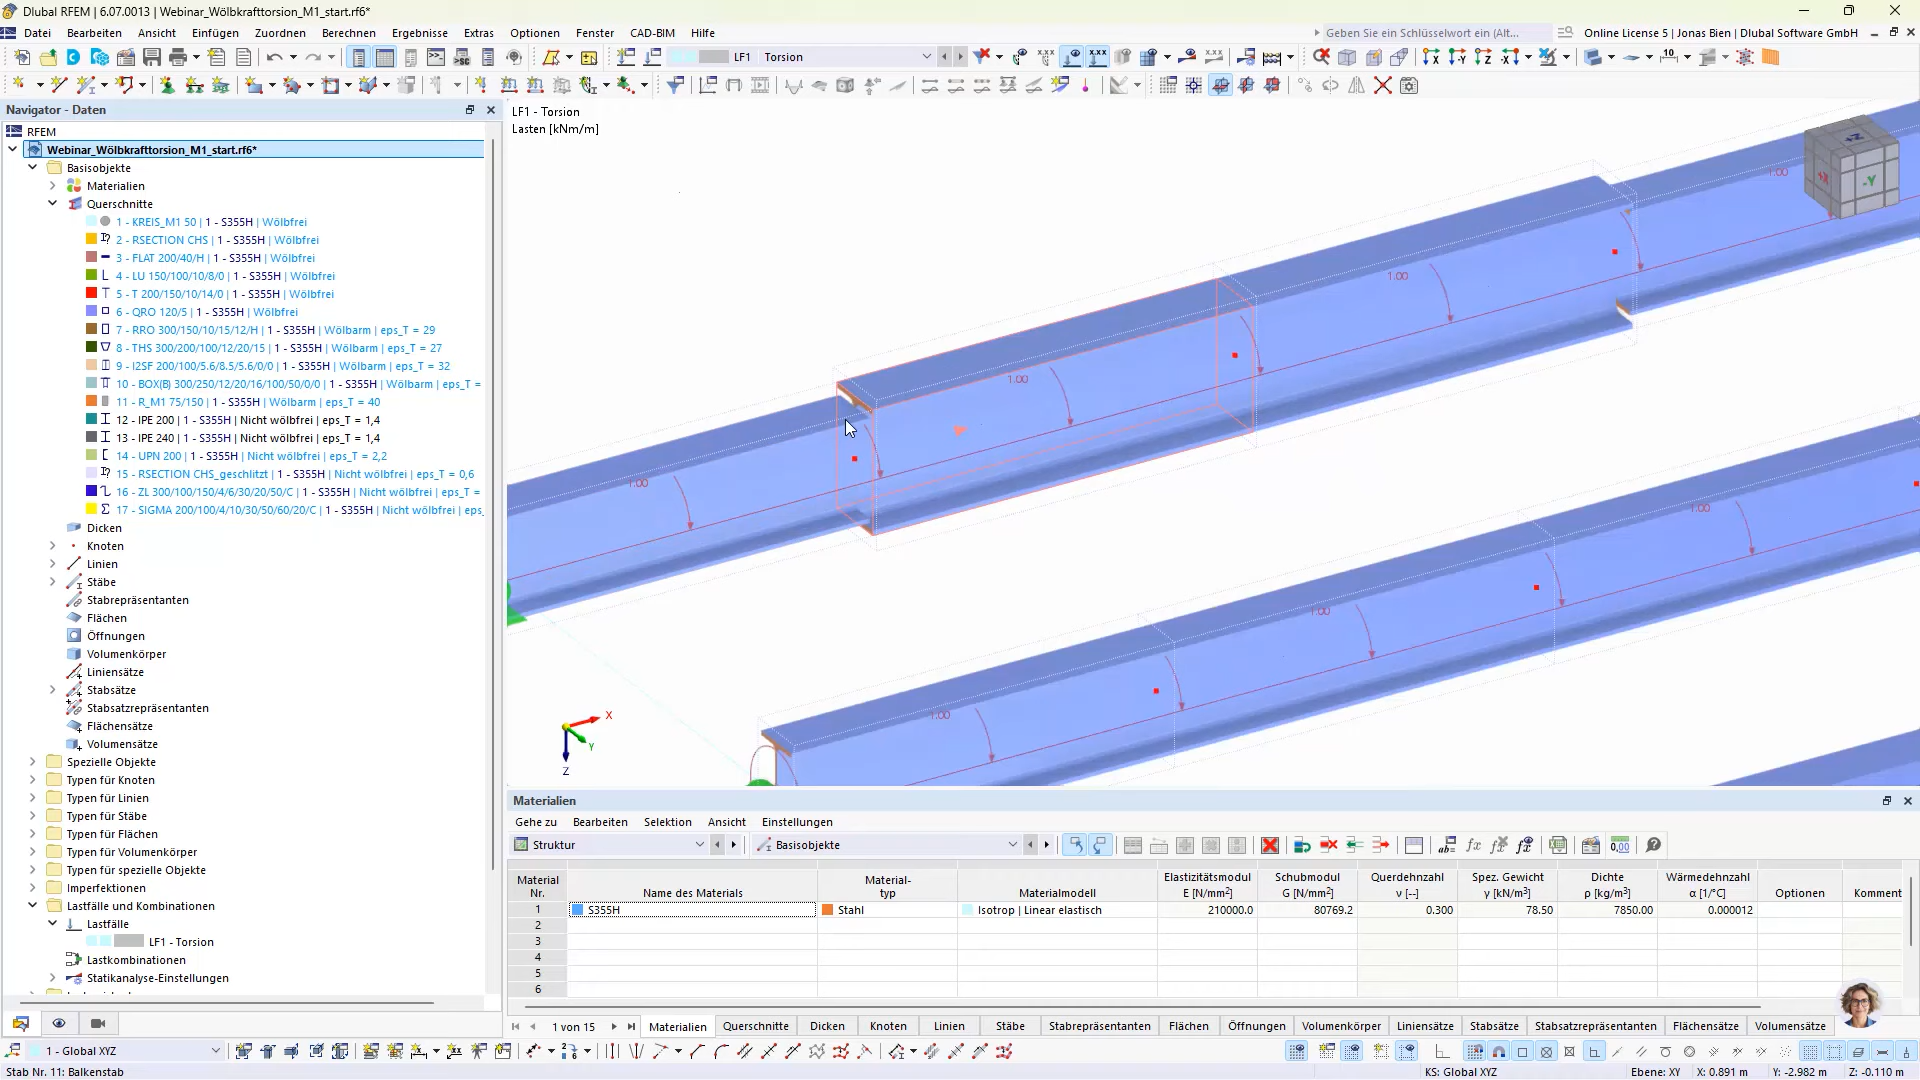 Dlubal RFEM | 6.07.0013 | Webinar_Wölbkrafttorsion_M1_start.rf6*
Datei Bearbeiten Ansicht Einfügen Zuordnen Berechnen Ergebnisse Extras Optionen Fenster CAD-BIM Hilfe
Geben Sie ein Schlüsselwort ein (Alt... Online License 5 | Jonas Bien | Dlubal Software GmbH
LF1 Torsion
Navigator - Daten
RFEM
Webinar_Wölbkrafttorsion_M1_start.rf6*
Basisobjekte
Materialien
Querschnitte
1 - KREIS_M1 50 | 1 - S355H | Wölbfrei
2 - RSECTION CHS | 1 - S355H | Wölbfrei
3 - FLAT 200/40/H | 1 - S355H | Wölbfrei
4 - LU 150/100/10/8/0 | 1 - S355H | Wölbfrei
5 - T 200/150/10/14/0 | 1 - S355H | Wölbfrei
6 - QRO 120/5 | 1 - S355H | Wölbfrei
7 - RRO 300/150/10/15/12/H | 1 - S355H | Wölbarm | eps_T = 29
8 - THS 300/200/100/12/20/15 | 1 - S355H | Wölbarm | eps_T = 27
9 - I2SF 200/100/5.6/8.5/5.6/0/0 | 1 - S355H | Wölbarm | eps_T = 32
10 - BOX(B) 300/250/12/20/16/100/50/0/0 | 1 - S355H | Wölbarm | eps_T =
11 - R_M1 75/150 | 1 - S355H | Wölbarm | eps_T = 40
12 - IPE 200 | 1 - S355H | Nicht wölbfrei | eps_T = 1,4
13 - IPE 240 | 1 - S355H | Nicht wölbfrei | eps_T = 1,4
14 - UPN 200 | 1 - S355H | Nicht wölbfrei | eps_T = 2,2
15 - RSECTION CHS_geschlitzt | 1 - S355H | Nicht wölbfrei | eps_T = 0,6
16 - ZL 300/100/150/4/6/30/20/50/C | 1 - S355H | Nicht wölbfrei | eps_T =
17 - SIGMA 200/100/4/10/30/50/60/20/C | 1 - S355H | Nicht wölbfrei | eps_
Dicken
Knoten
Linien
Stäbe
Stabrepräsentanten
Flächen
Öffnungen
Volumenkörper
Liniensätze
Stabsätze
Stabsatzrepräsentanten
Flächensätze
Volumensätze
Spezielle Objekte
Typen für Knoten
Typen für Linien
Typen für Stäbe
Typen für Flächen
Typen für Volumenkörper
Typen für spezielle Objekte
Imperfektionen
Lastfälle und Kombinationen
Lastfälle
LF1 - Torsion
Lastkombinationen
Statikanalyse-Einstellungen
LF1 - Torsion
Lasten [kNm/m]
1.00
1.00
1.00
1.00
1.00
1.00
1.00
X
Y
Z
+Z
+X
-Y
Materialien
Gehe zu Bearbeiten Selektion Ansicht Einstellungen
Struktur Basisobjekte
Material Nr. Name des Materials Material-typ Materialmodell Elastizitätsmodul E [N/mm²] Schubmodul G [N/mm²] Querdehnzahl ν [--] Spez. Gewicht γ [kN/m³] Dichte ρ [kg/m³] Wärmedehnzahl α [1/°C] Optionen Komment
1 S355H Stahl Isotrop | Linear elastisch 210000.0 80769.2 0.300 78.50 7850.00 0.000012
2
3
4
5
6
1 von 15 Materialien Querschnitte Dicken Knoten Linien Stäbe Stabrepräsentanten Flächen Öffnungen Volumenkörper Liniensätze Stabsätze Stabsatzrepräsentanten Flächensätze Volumensätze
1 - Global XYZ
Stab Nr. 11: Balkenstab KS: Global XYZ Ebene: XY X: 0.891 m Y: -2.982 m Z: -0.110 m